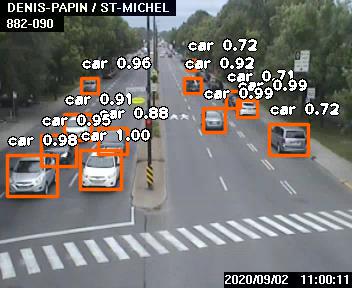 DENIS-PAPIN / ST-MICHEL
882-090
car 0.72
car 0.96
car 0.92
car 0.71
car 0.99
car 0.99
car 0.91
car 0.88
car 0.72
car 0.95
car 1.00
car 0.98
2020/09/02 11:00:11